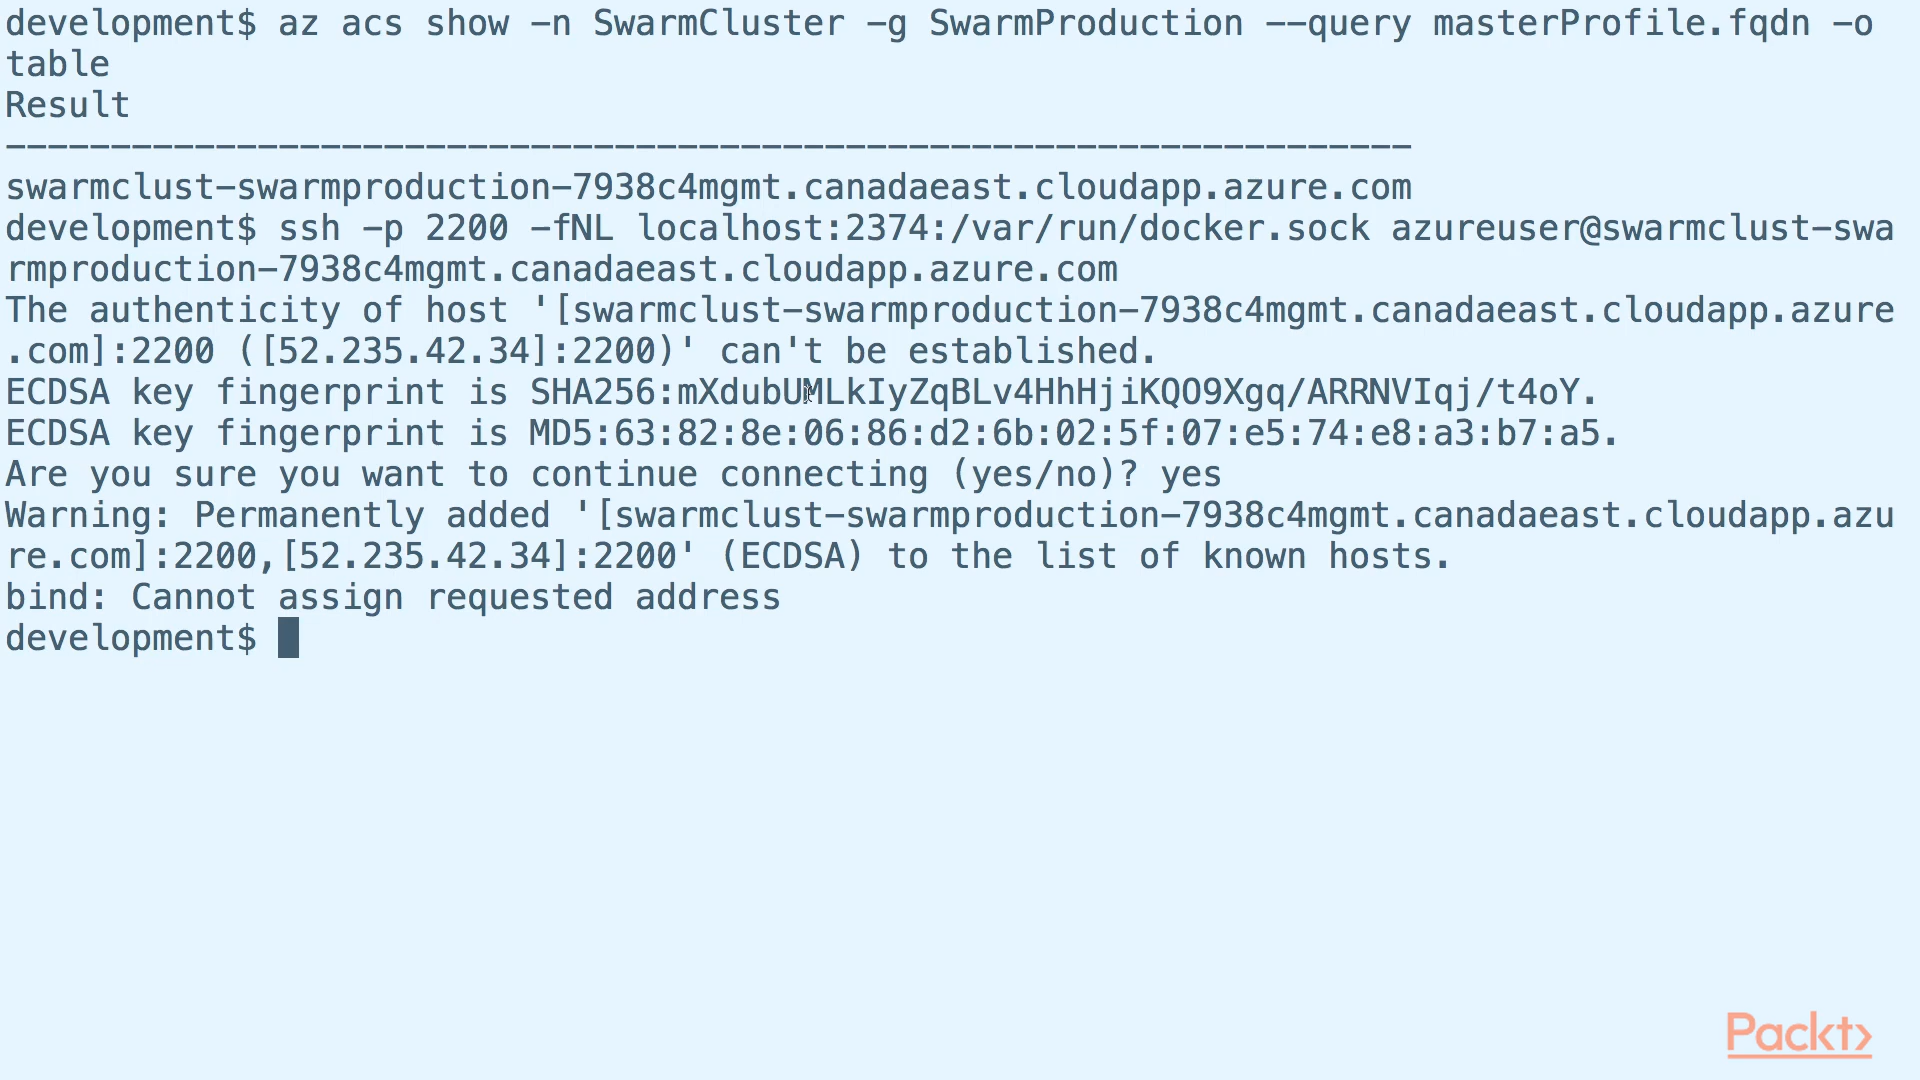 development$ az acs show -n SwarmCluster -g SwarmProduction --query masterProfile.fqdn -o
table
Result
-------------------------------------------------------------------
swarmclust-swarmproduction-7938c4mgmt.canadaeast.cloudapp.azure.com
development$ ssh -p 2200 -fNL localhost:2374:/var/run/docker.sock azureuser@swarmclust-swa
rmproduction-7938c4mgmt.canadaeast.cloudapp.azure.com
The authenticity of host '[swarmclust-swarmproduction-7938c4mgmt.canadaeast.cloudapp.azure
.com]:2200 ([52.235.42.34]:2200)' can't be established.
ECDSA key fingerprint is SHA256:mXdubUMLkIyZqBLv4HhHjiKQO9Xgq/ARRNVIqj/t4oY.
ECDSA key fingerprint is MD5:63:82:8e:06:86:d2:6b:02:5f:07:e5:74:e8:a3:b7:a5.
Are you sure you want to continue connecting (yes/no)? yes
Warning: Permanently added '[swarmclust-swarmproduction-7938c4mgmt.canadaeast.cloudapp.azu
re.com]:2200,[52.235.42.34]:2200' (ECDSA) to the list of known hosts.
bind: Cannot assign requested address
development$
Packt>